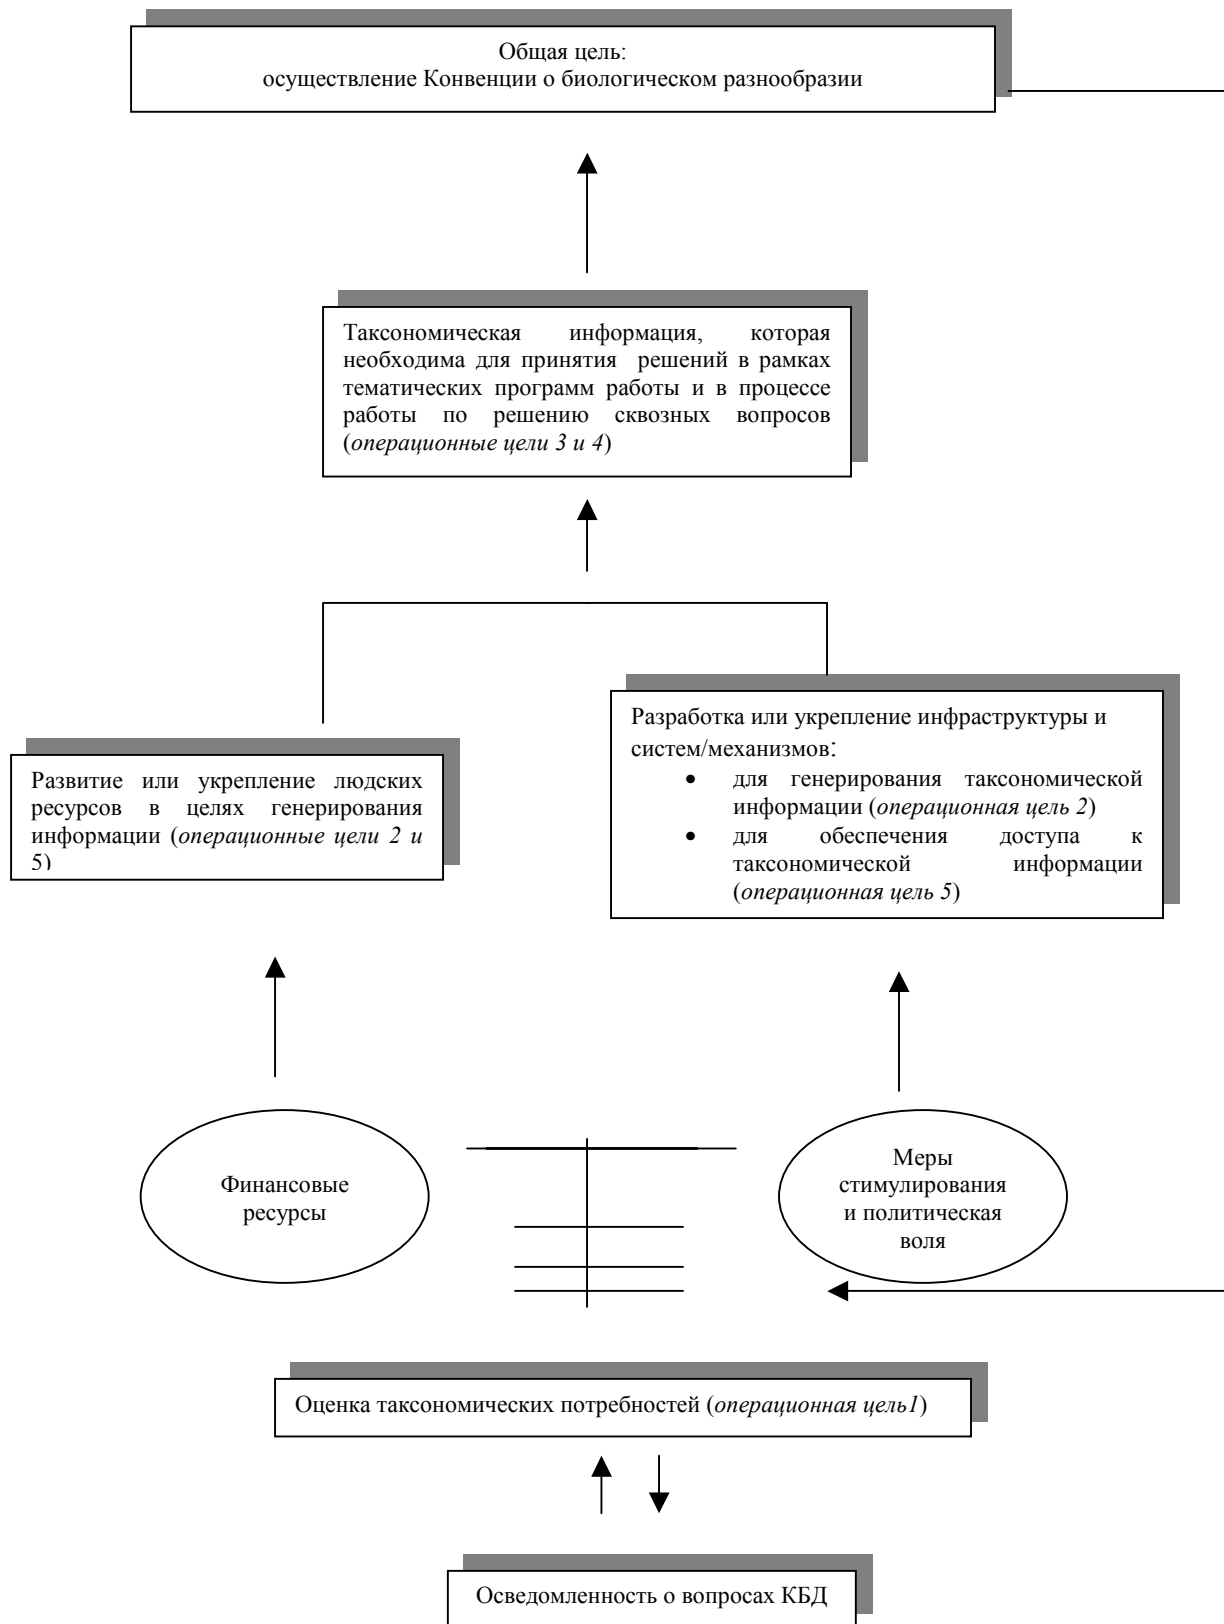 Общая цель:
осуществление Конвенции о биологическом разнообразии
Таксономическая информация, которая
необходима для принятия решений в рамках
тематических программ работы и в процессе
работы по решению сквозных вопросов
(операционные цели 3 и 4)
Разработка или укрепление инфраструктуры и
систем/механизмов:
• для генерирования таксономической
информации (операционная цель 2)
• для обеспечения доступа к
таксономической информации
(операционная цель 5)
Развитие или укрепление людских
ресурсов в целях генерирования
информации (операционные цели 2 и
5)
Финансовые
ресурсы
Меры
стимулирования
и политическая
воля
Оценка таксономических потребностей (операционная цель1)
Осведомленность о вопросах КБД